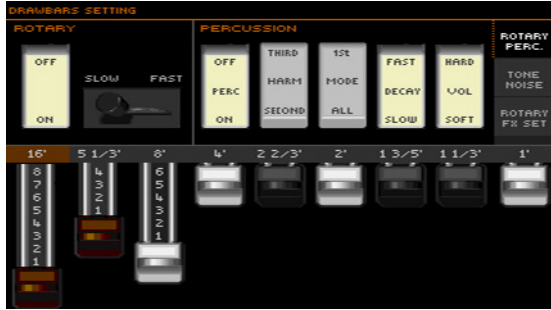 DRAWBARS SETTING
ROTARY
PERCUSSION
ROTARY
PERC.
OFF
ON
SLOW FAST
OFF
PERC
ON
THIRD
HARM
SECOND
1St
MODE
ALL
FAST
DECAY
SLOW
HARD
VOL
SOFT
TONE
NOISE
ROTARY
FX SET
16' 5 1/3' 8' 4' 2 2/3' 2' 1 3/5' 1 1/3' 1'
8
7
6
5
4
3
2
1
4
3
2
1
6
5
4
3
2
1